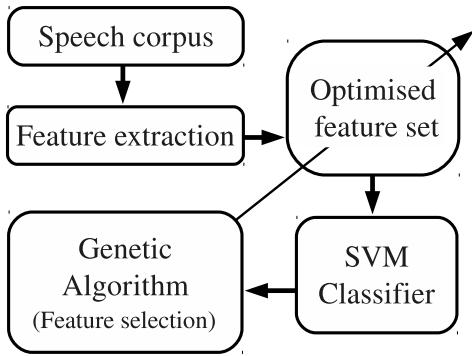 Speech corpus
Feature extraction
Optimised
feature set
Genetic
Algorithm
(Feature selection)
SVM
Classifier